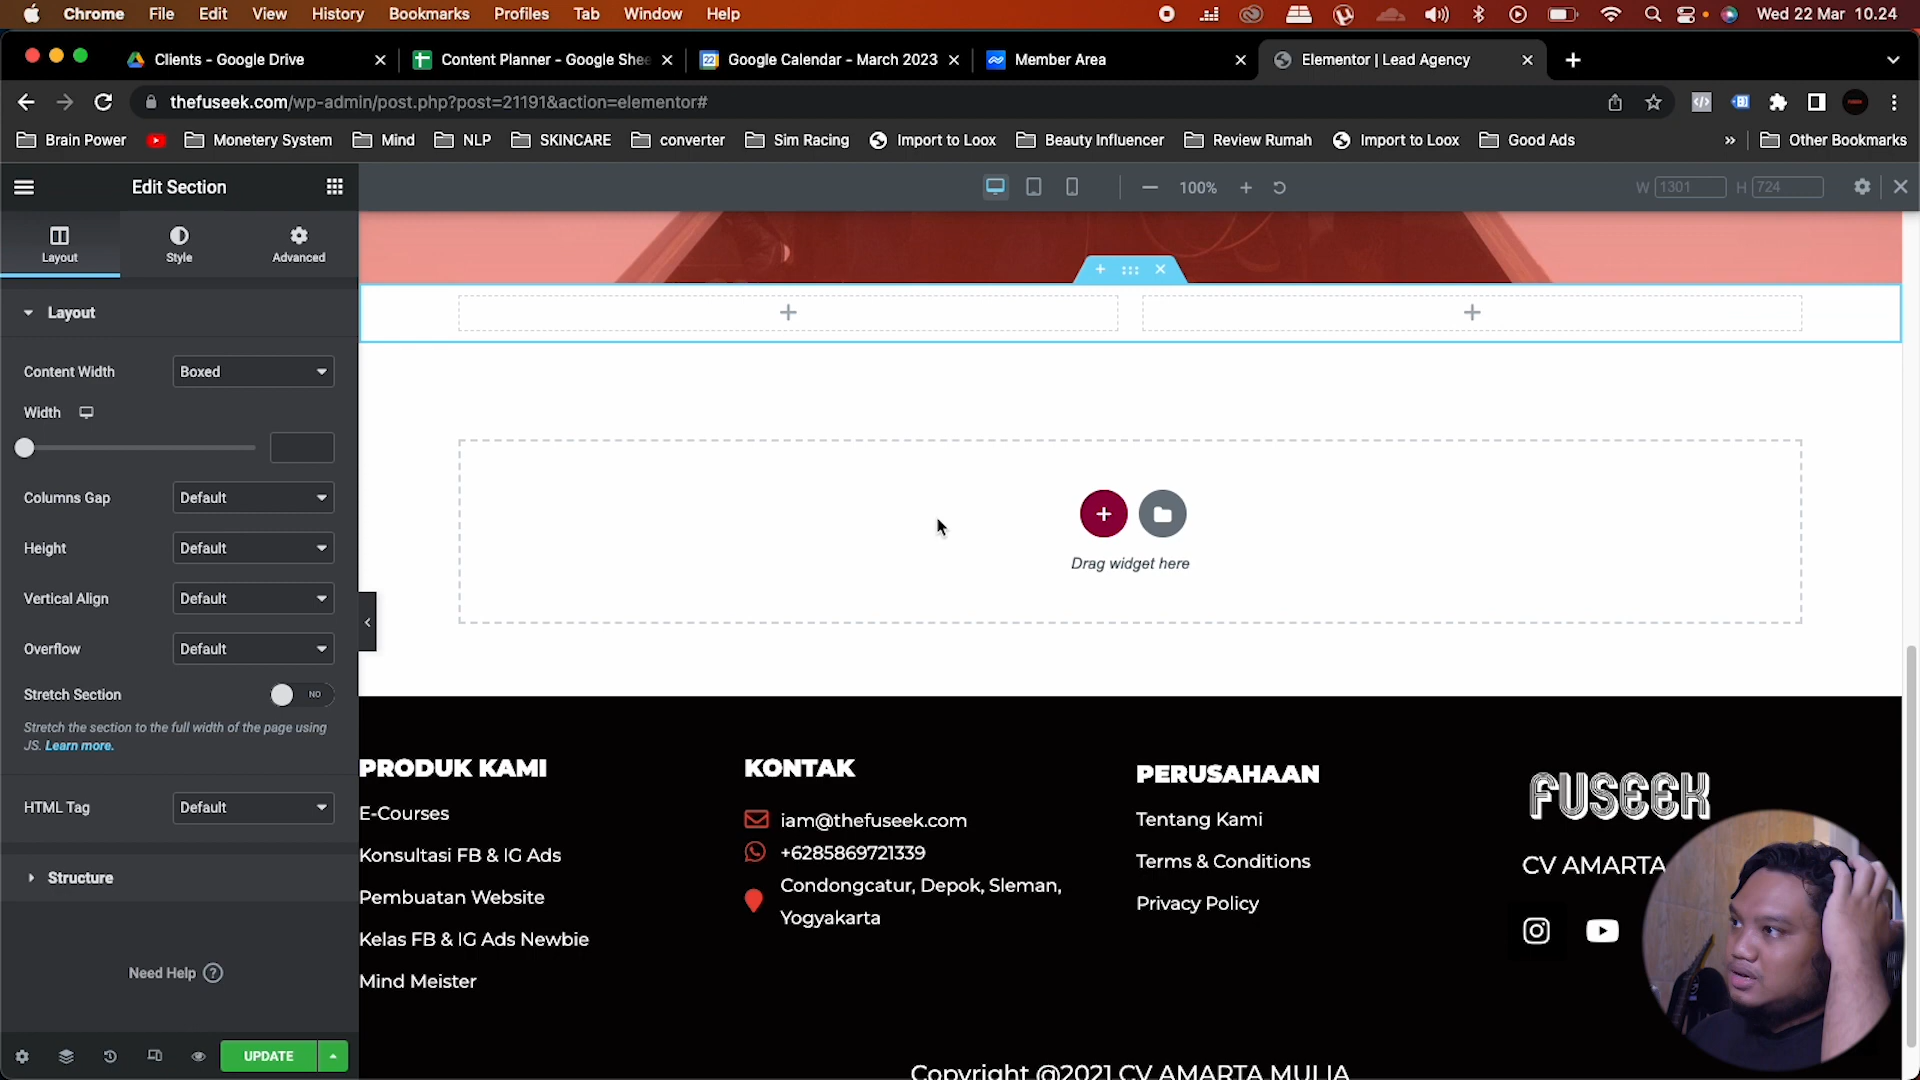 Chrome File Edit View History Bookmarks Profiles Tab Window Help Wed 22 Mar 10.24
Clients - Google Drive Content Planner - Google She Google Calendar - March 2023 Member Area Elementor | Lead Agency
thefuseek.com/wp-admin/post.php?post=21191&action=elementor#
Brain Power Monetery System Mind NLP SKINCARE converter Sim Racing Import to Loox Beauty Influencer Review Rumah Import to Loox Good Ads » Other Bookmarks
Edit Section 100% W 1301 H 724
Layout Style Advanced
Layout
Content Width Boxed
Width
Columns Gap Default
Height Default
Vertical Align Default
Overflow Default
Stretch Section NO
Stretch the section to the full width of the page using
JS. Learn more.
HTML Tag Default
Structure
Need Help
UPDATE
Drag widget here
PRODUK KAMI
E-Courses
Konsultasi FB & IG Ads
Pembuatan Website
Kelas FB & IG Ads Newbie
Mind Meister
KONTAK
iam@thefuseek.com
+6285869721339
Condongcatur, Depok, Sleman,
Yogyakarta
PERUSAHAAN
Tentang Kami
Terms & Conditions
Privacy Policy
FUSEEK
CV AMARTA
Copyright @2021 CV AMARTA MULIA